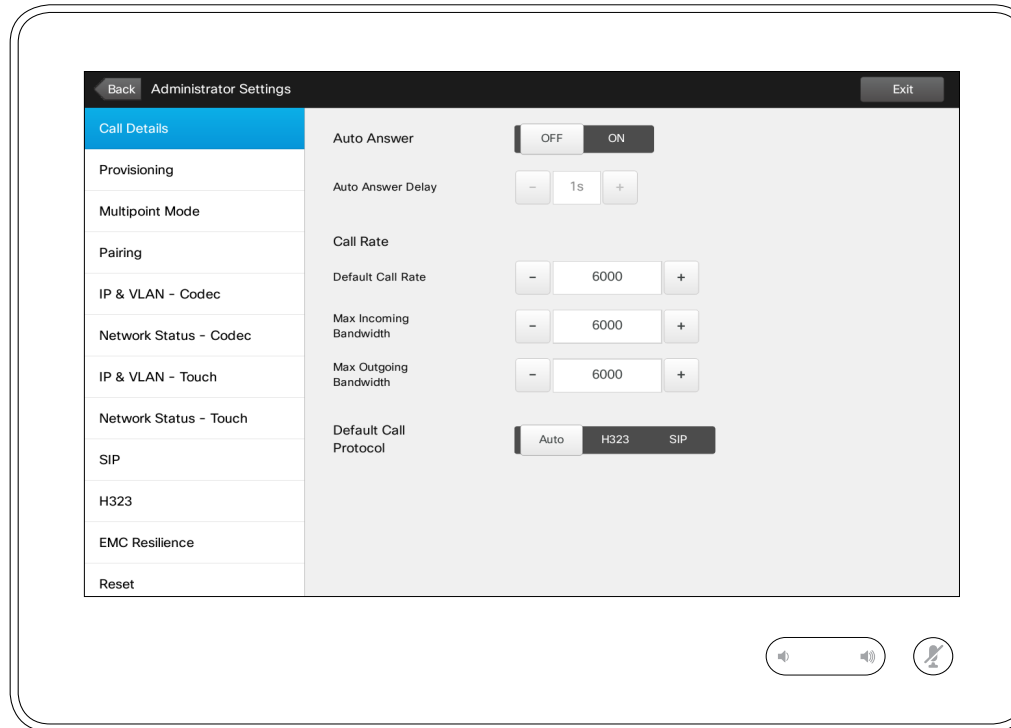 Back Administrator Settings Exit
Call Details
Provisioning
Multipoint Mode
Pairing
IP & VLAN - Codec
Network Status - Codec
IP & VLAN - Touch
Network Status - Touch
SIP
H323
EMC Resilience
Reset
Auto Answer OFF ON
Auto Answer Delay - 1s +
Call Rate
Default Call Rate - 6000 +
Max Incoming
Bandwidth - 6000 +
Max Outgoing
Bandwidth - 6000 +
Default Call
Protocol Auto H323 SIP